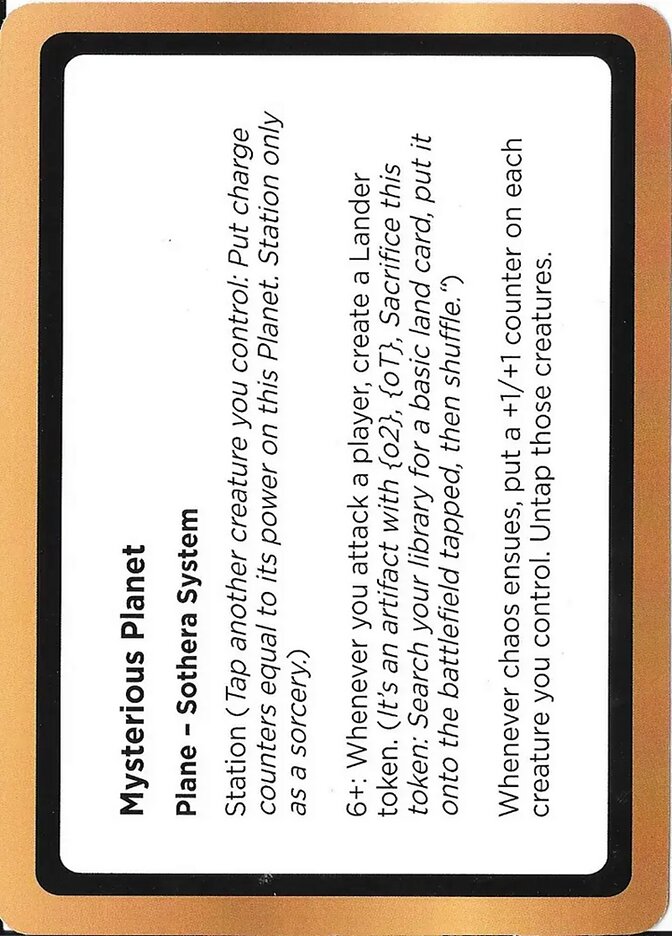 Mysterious Planet
Plane – Sothera System
Station (Tap another creature you control: Put charge
counters equal to its power on this Planet. Station only
as a sorcery.)
6+: Whenever you attack a player, create a Lander
token. (It's an artifact with {o2}, {oT}, Sacrifice this
token: Search your library for a basic land card, put it
onto the battlefield tapped, then shuffle.“)
Whenever chaos ensues, put a +1/+1 counter on each
creature you control. Untap those creatures.